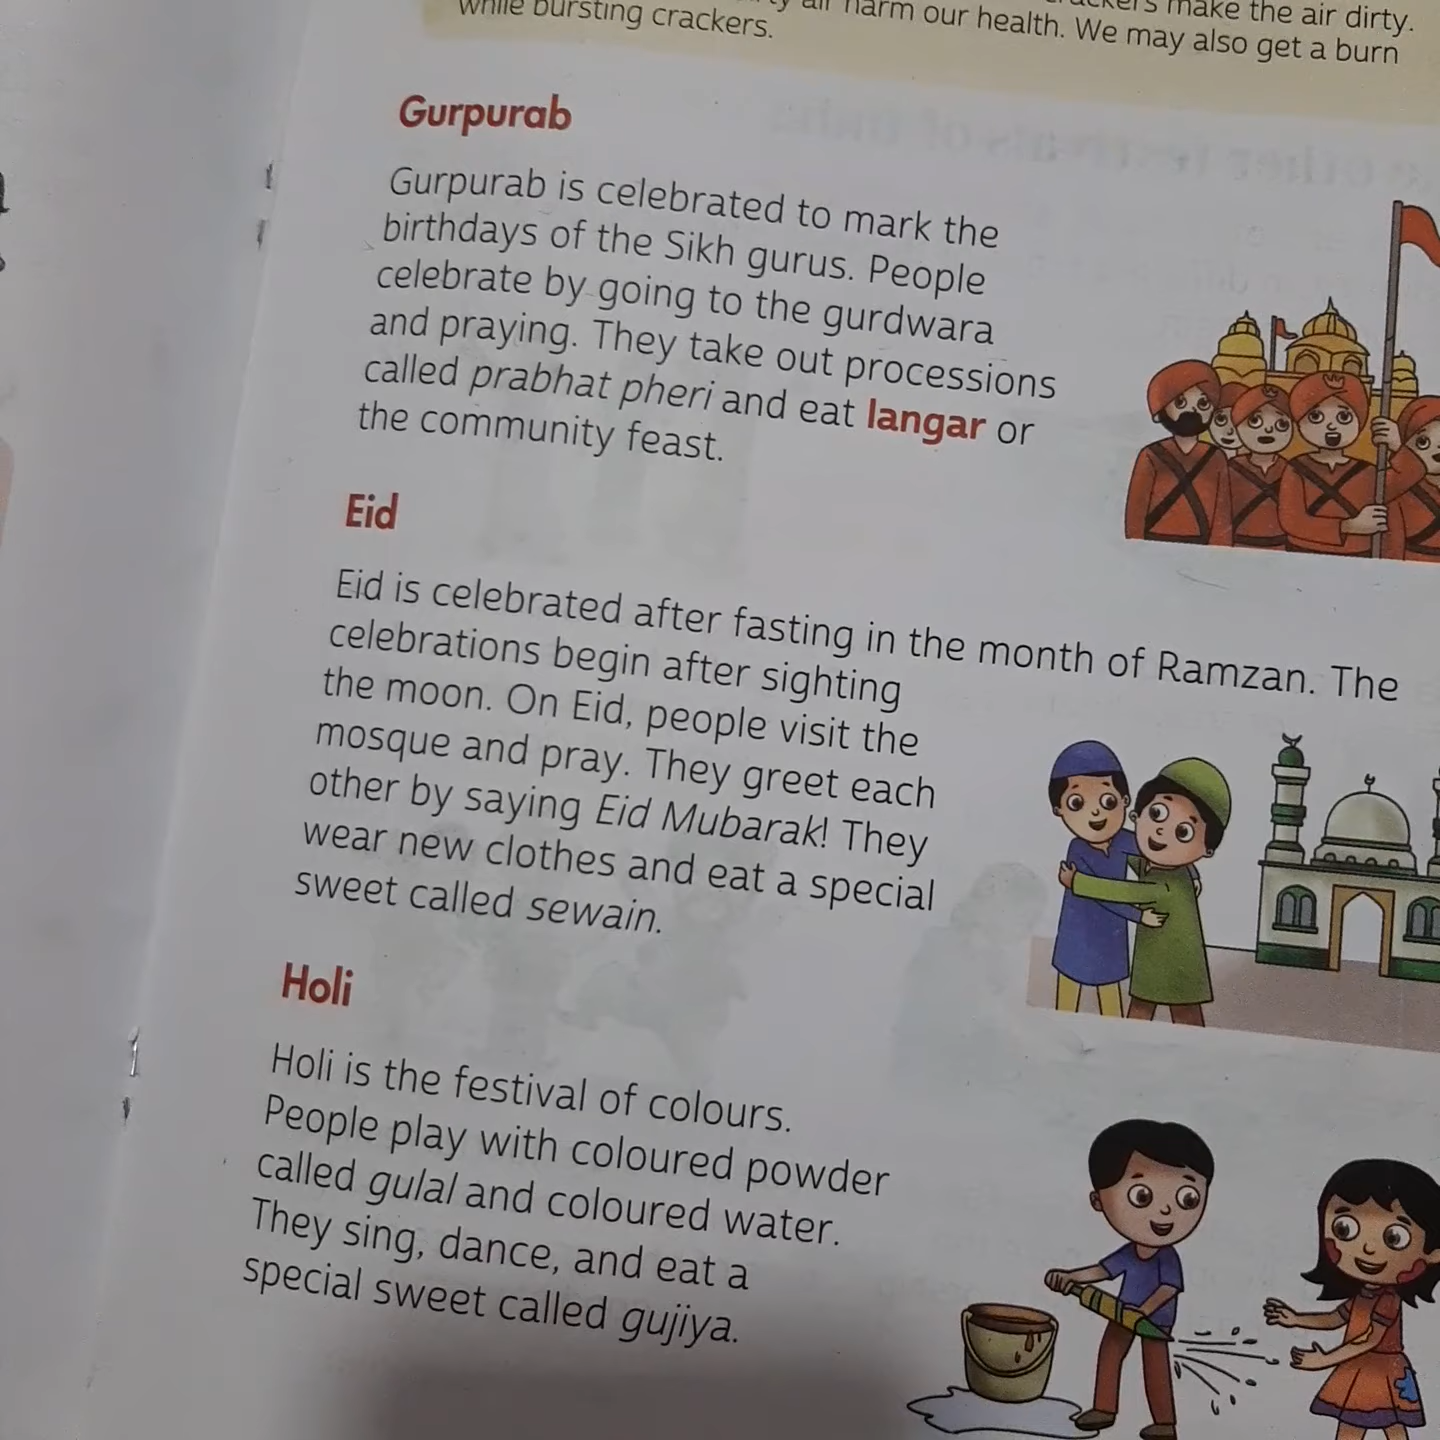 ackers make the air dirty.
air harm our health. We may also get a burn
while bursting crackers.
Gurpurab
Gurpurab is celebrated to mark the
birthdays of the Sikh gurus. People
celebrate by going to the gurdwara
and praying. They take out processions
called prabhat pheri and eat langar or
the community feast.
Eid
Eid is celebrated after fasting in the month of Ramzan. The
celebrations begin after sighting
the moon. On Eid, people visit the
mosque and pray. They greet each
other by saying Eid Mubarak! They
wear new clothes and eat a special
sweet called sewain.
Holi
Holi is the festival of colours.
People play with coloured powder
called gulal and coloured water.
They sing, dance, and eat a
special sweet called gujiya.